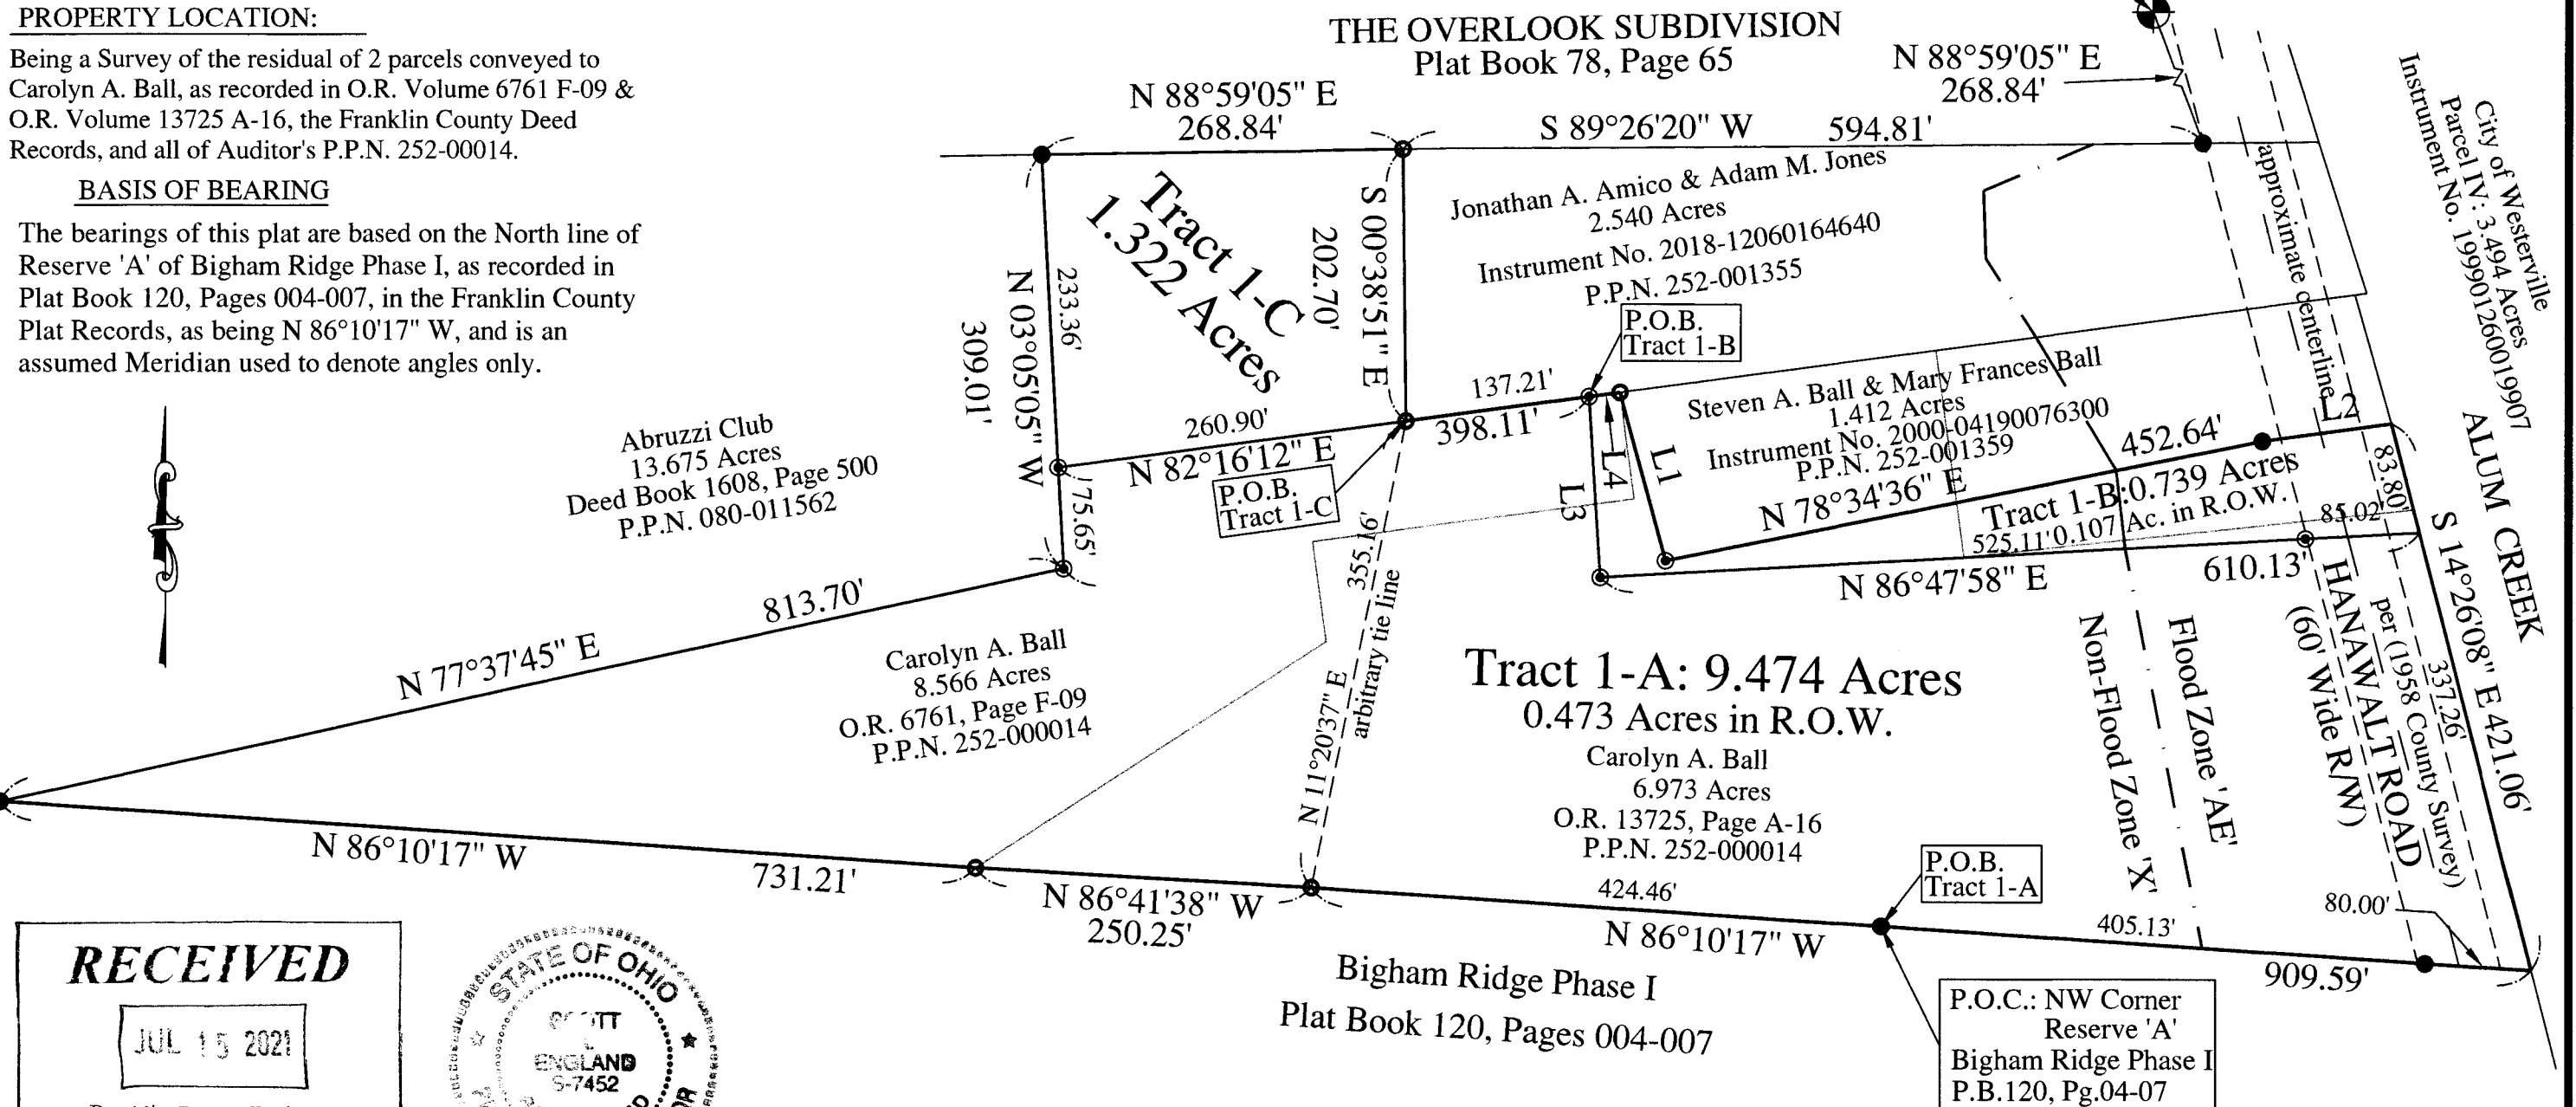 PROPERTY LOCATION:
Being a Survey of the residual of 2 parcels conveyed to
Carolyn A. Ball, as recorded in O.R. Volume 6761 F-09 &
O.R. Volume 13725 A-16, the Franklin County Deed
Records, and all of Auditor's P.P.N. 252-00014.
BASIS OF BEARING
The bearings of this plat are based on the North line of
Reserve 'A' of Bigham Ridge Phase I, as recorded in
Plat Book 120, Pages 004-007, in the Franklin County
Plat Records, as being N 86°10'17" W, and is an
assumed Meridian used to denote angles only.
THE OVERLOOK SUBDIVISION
Plat Book 78, Page 65
N 88°59'05" E
268.84'
N 88°59'05" E
268.84'
S 89°26'20" W 594.81'
Tract 1-C
1.322 Acres
N 03°05'05" W
233.36'
309.01'
75.65'
S 00°38'51" E
202.70'
Jonathan A. Amico & Adam M. Jones
2.540 Acres
Instrument No. 2018-12060164640
P.P.N. 252-001355
P.O.B.
Tract 1-B
approximate centerline
City of Westerville
Parcel IV: 3.494 Acres
Instrument No. 199901260019907
ALUM CREEK
260.90'
N 82°16'12" E
137.21'
398.11'
P.O.B.
Tract 1-C
L4
L1
L3
L2
Steven A. Ball & Mary Frances Ball
1.412 Acres
Instrument No. 2000-04190076300
P.P.N. 252-001359
452.64'
N 78°34'36" E
Tract 1-B:0.739 Acres
0.107 Ac. in R.O.W.
525.11'
85.02'
83.80'
N 86°47'58" E
610.13'
S 14°26'08" E 421.06'
337.26'
HANAWALT ROAD
(60' Wide R/W)
per (1958 County Survey)
Flood Zone 'AE'
Non-Flood Zone 'X'
Abruzzi Club
13.675 Acres
Deed Book 1608, Page 500
P.P.N. 080-011562
813.70'
N 77°37'45" E
Carolyn A. Ball
8.566 Acres
O.R. 6761, Page F-09
P.P.N. 252-000014
355.16'
N 11°20'37" E
arbitrary tie line
Tract 1-A: 9.474 Acres
0.473 Acres in R.O.W.
Carolyn A. Ball
6.973 Acres
O.R. 13725, Page A-16
P.P.N. 252-000014
N 86°10'17" W
731.21'
N 86°41'38" W
250.25'
424.46'
N 86°10'17" W
P.O.B.
Tract 1-A
405.13'
80.00'
909.59'
Bigham Ridge Phase I
Plat Book 120, Pages 004-007
P.O.C.: NW Corner
Reserve 'A'
Bigham Ridge Phase I
P.B.120, Pg.04-07
RECEIVED
JUL 15 2021
STATE OF OHIO
SCOTT
ENGLAND
S-7452